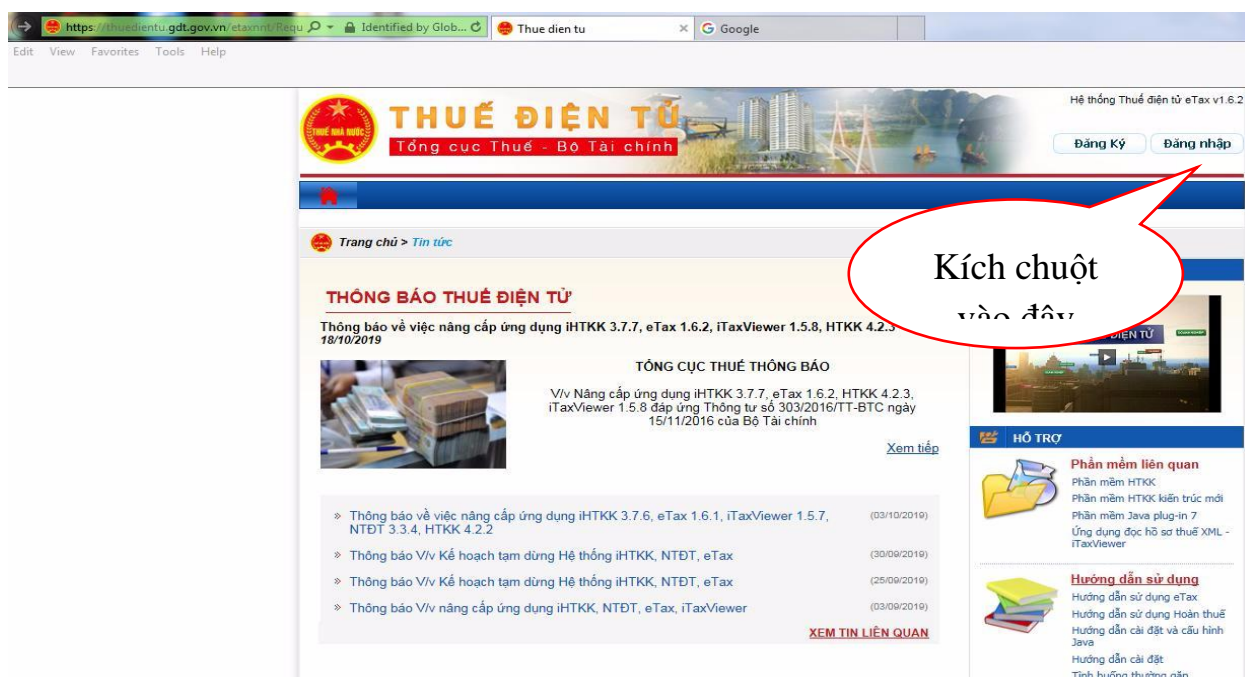 https://thuedientu.gdt.gov.vn/etaxnnt/Requ
Identified by Glob...
Thue dien tu
Google
Edit View Favorites Tools Help
Hệ thống Thuế điện tử eTax v1.6.2
THUẾ NHÀ NƯỚC
THUẾ ĐIỆN TỬ
Tổng cục Thuế - Bộ Tài chính
Đăng Ký
Đăng nhập
Trang chủ > Tin tức
Kích chuột
vào đây
THÔNG BÁO THUẾ ĐIỆN TỬ
Thông báo về việc nâng cấp ứng dụng iHTKK 3.7.7, eTax 1.6.2, iTaxViewer 1.5.8, HTKK 4.2.3
18/10/2019
TỔNG CỤC THUẾ THÔNG BÁO
V/v Nâng cấp ứng dụng iHTKK 3.7.7, eTax 1.6.2, HTKK 4.2.3,
iTaxViewer 1.5.8 đáp ứng Thông tư số 303/2016/TT-BTC ngày
15/11/2016 của Bộ Tài chính
Xem tiếp
Thông báo về việc nâng cấp ứng dụng iHTKK 3.7.6, eTax 1.6.1, iTaxViewer 1.5.7,
NTĐT 3.3.4, HTKK 4.2.2
(03/10/2019)
Thông báo V/v Kế hoạch tạm dừng Hệ thống iHTKK, NTĐT, eTax
(30/09/2019)
Thông báo V/v Kế hoạch tạm dừng Hệ thống iHTKK, NTĐT, eTax
(25/09/2019)
Thông báo V/v nâng cấp ứng dụng iHTKK, NTĐT, eTax, iTaxViewer
(03/09/2019)
XEM TIN LIÊN QUAN
ĐIỆN TỬ
HỖ TRỢ
Phần mềm liên quan
Phần mềm HTKK
Phần mềm HTKK kiến trúc mới
Phần mềm Java plug-in 7
Ứng dụng đọc hồ sơ thuế XML -
iTaxViewer
Hướng dẫn sử dụng
Hướng dẫn sử dụng eTax
Hướng dẫn sử dụng Hoàn thuế
Hướng dẫn cài đặt và cấu hình
Java
Hướng dẫn cài đặt
Tình huống thường gặp